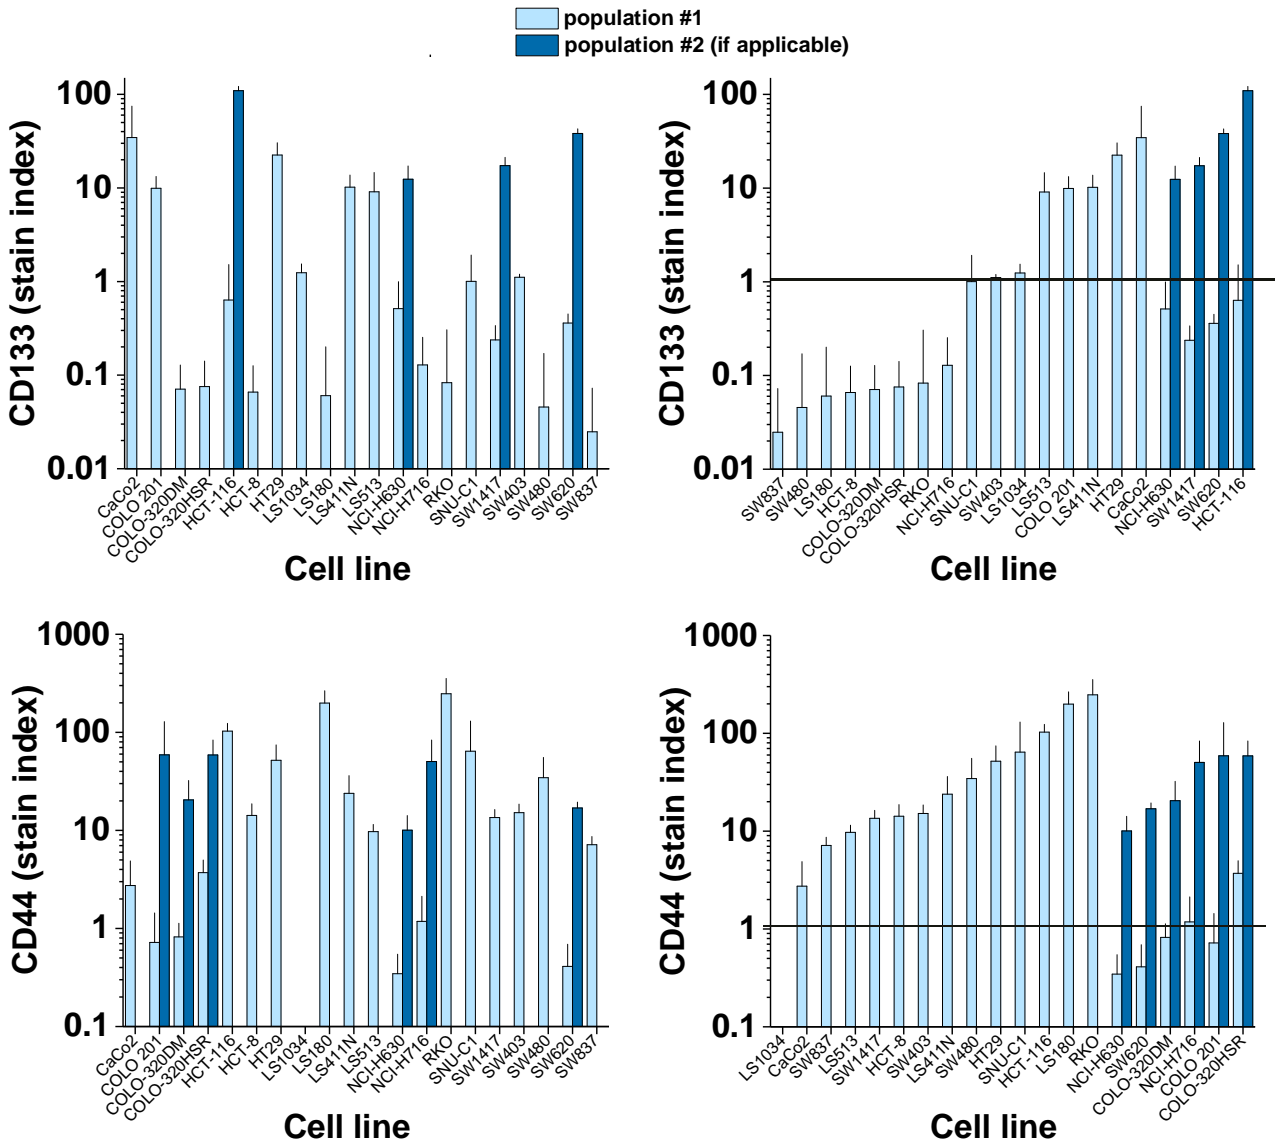 population #1
population #2 (if applicable)
CD133 (stain index)
100
10
1
0.1
0.01
CaCo2
COLO 201
COLO-320DM
COLO-320HSR
HCT-116
HCT-8
HT29
LS1034
LS180
LS411N
LS513
NCI-H630
NCI-H716
RKO
SNU-C1
SW1417
SW403
SW480
SW620
SW837
Cell line
CD133 (stain index)
100
10
1
0.1
0.01
SW837
SW480
LS180
HCT-8
COLO-320DM
COLO-320HSR
RKO
NCI-H716
SNU-C1
SW403
LS1034
LS513
COLO 201
LS411N
HT29
CaCo2
NCI-H630
SW1417
SW620
HCT-116
Cell line
CD44 (stain index)
1000
100
10
1
0.1
CaCo2
COLO 201
COLO-320DM
COLO-320HSR
HCT-116
HCT-8
HT29
LS1034
LS180
LS411N
LS513
NCI-H630
NCI-H716
RKO
SNU-C1
SW1417
SW403
SW480
SW620
SW837
Cell line
CD44 (stain index)
1000
100
10
1
0.1
LS1034
CaCo2
SW837
LS513
SW1417
HCT-8
SW403
LS411N
SW480
HT29
SNU-C1
HCT-116
LS180
RKO
NCI-H630
SW620
COLO-320DM
NCI-H716
COLO 201
COLO-320HSR
Cell line